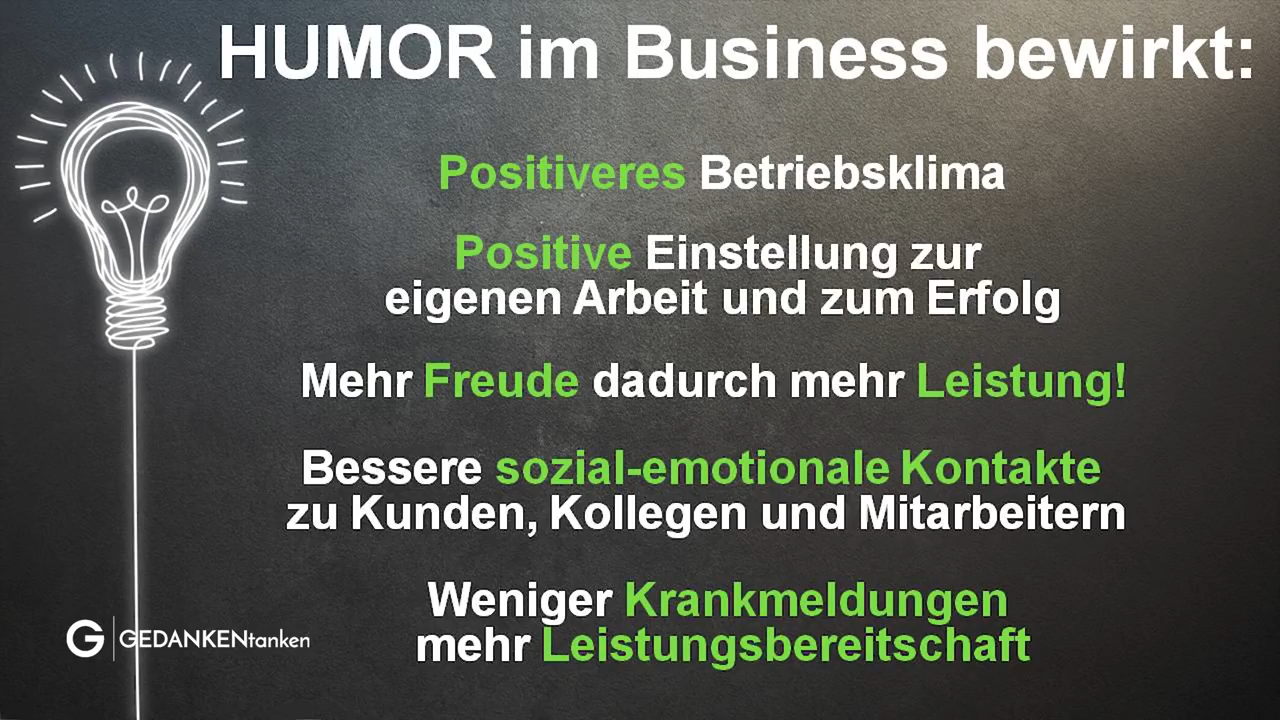 HUMOR im Business bewirkt:
Positiveres Betriebsklima
Positive Einstellung zur
eigenen Arbeit und zum Erfolg
Mehr Freude dadurch mehr Leistung!
Bessere sozial-emotionale Kontakte
zu Kunden, Kollegen und Mitarbeitern
Weniger Krankmeldungen
mehr Leistungsbereitschaft
G GEDANKENtanken